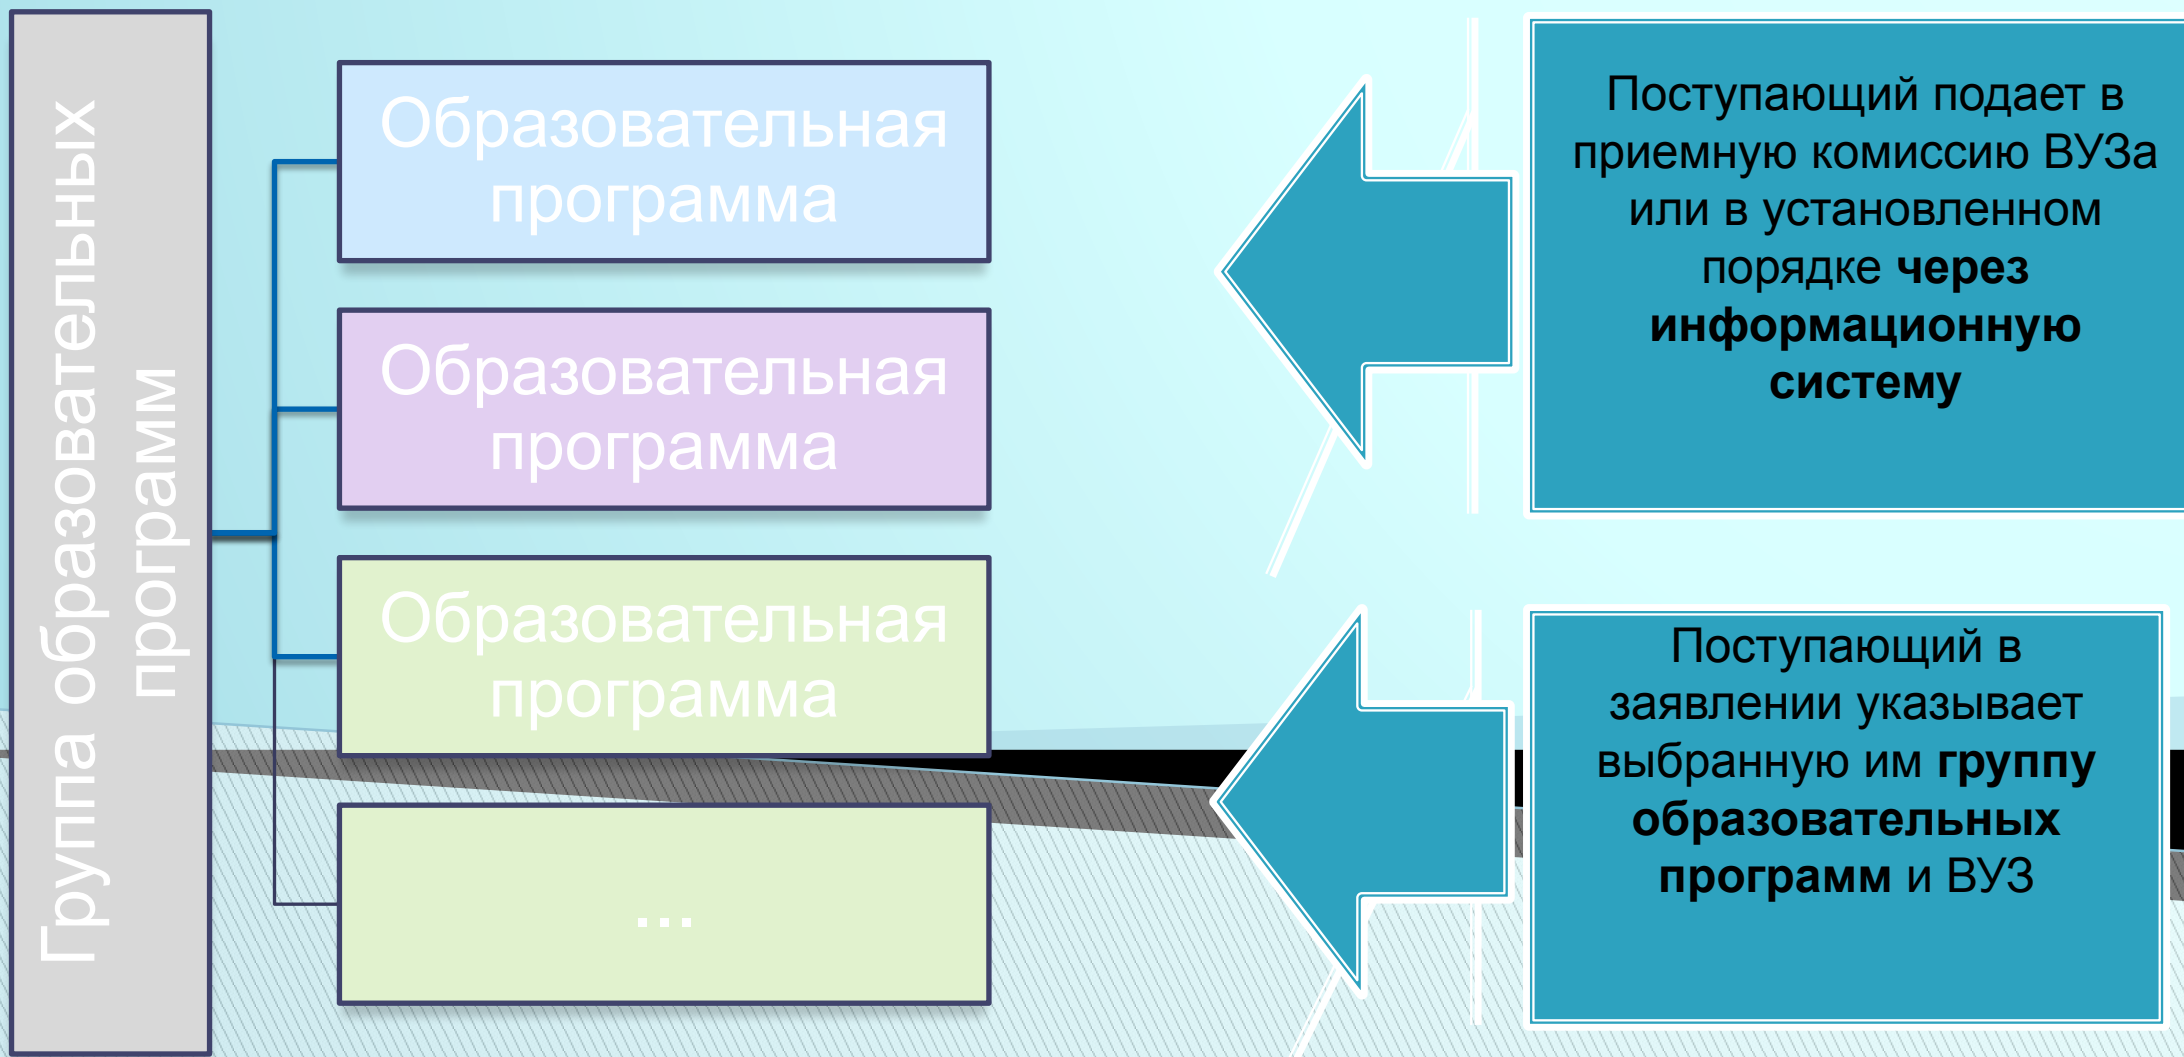 Группа образовательных
программ
Образовательная
программа
Образовательная
программа
Образовательная
программа
...
Поступающий подает в
приемную комиссию ВУЗа
или в установленном
порядке через
информационную
систему
Поступающий в
заявлении указывает
выбранную им группу
образовательных
программ и ВУЗ